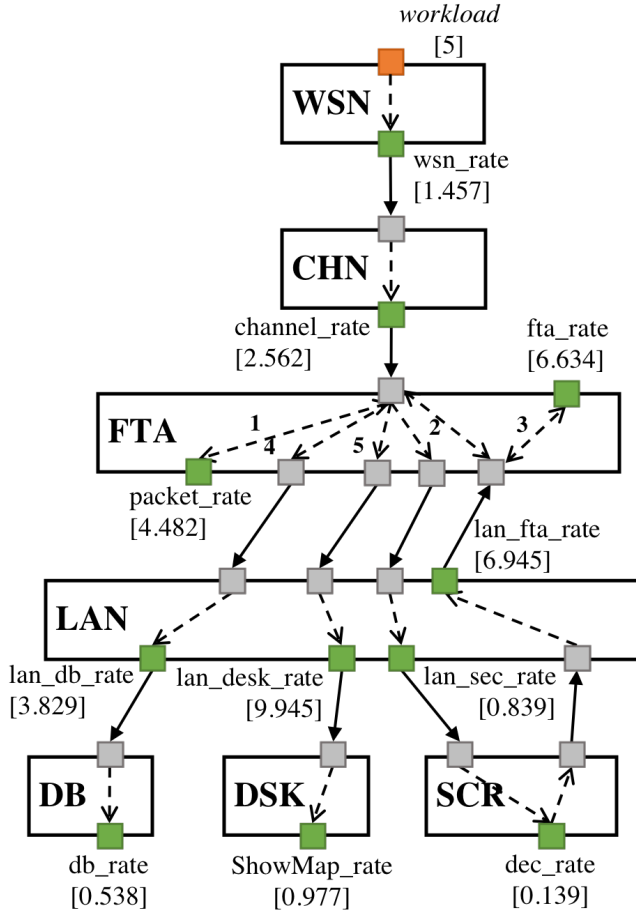 workload
[5]
WSN
wsn_rate
[1.457]
CHN
channel_rate
[2.562]
fta_rate
[6.634]
FTA
1
2
3
4
5
packet_rate
[4.482]
lan_fta_rate
[6.945]
LAN
lan_db_rate
[3.829]
lan_desk_rate
[9.945]
lan_sec_rate
[0.839]
DB
DSK
SCR
db_rate
[0.538]
ShowMap_rate
[0.977]
dec_rate
[0.139]